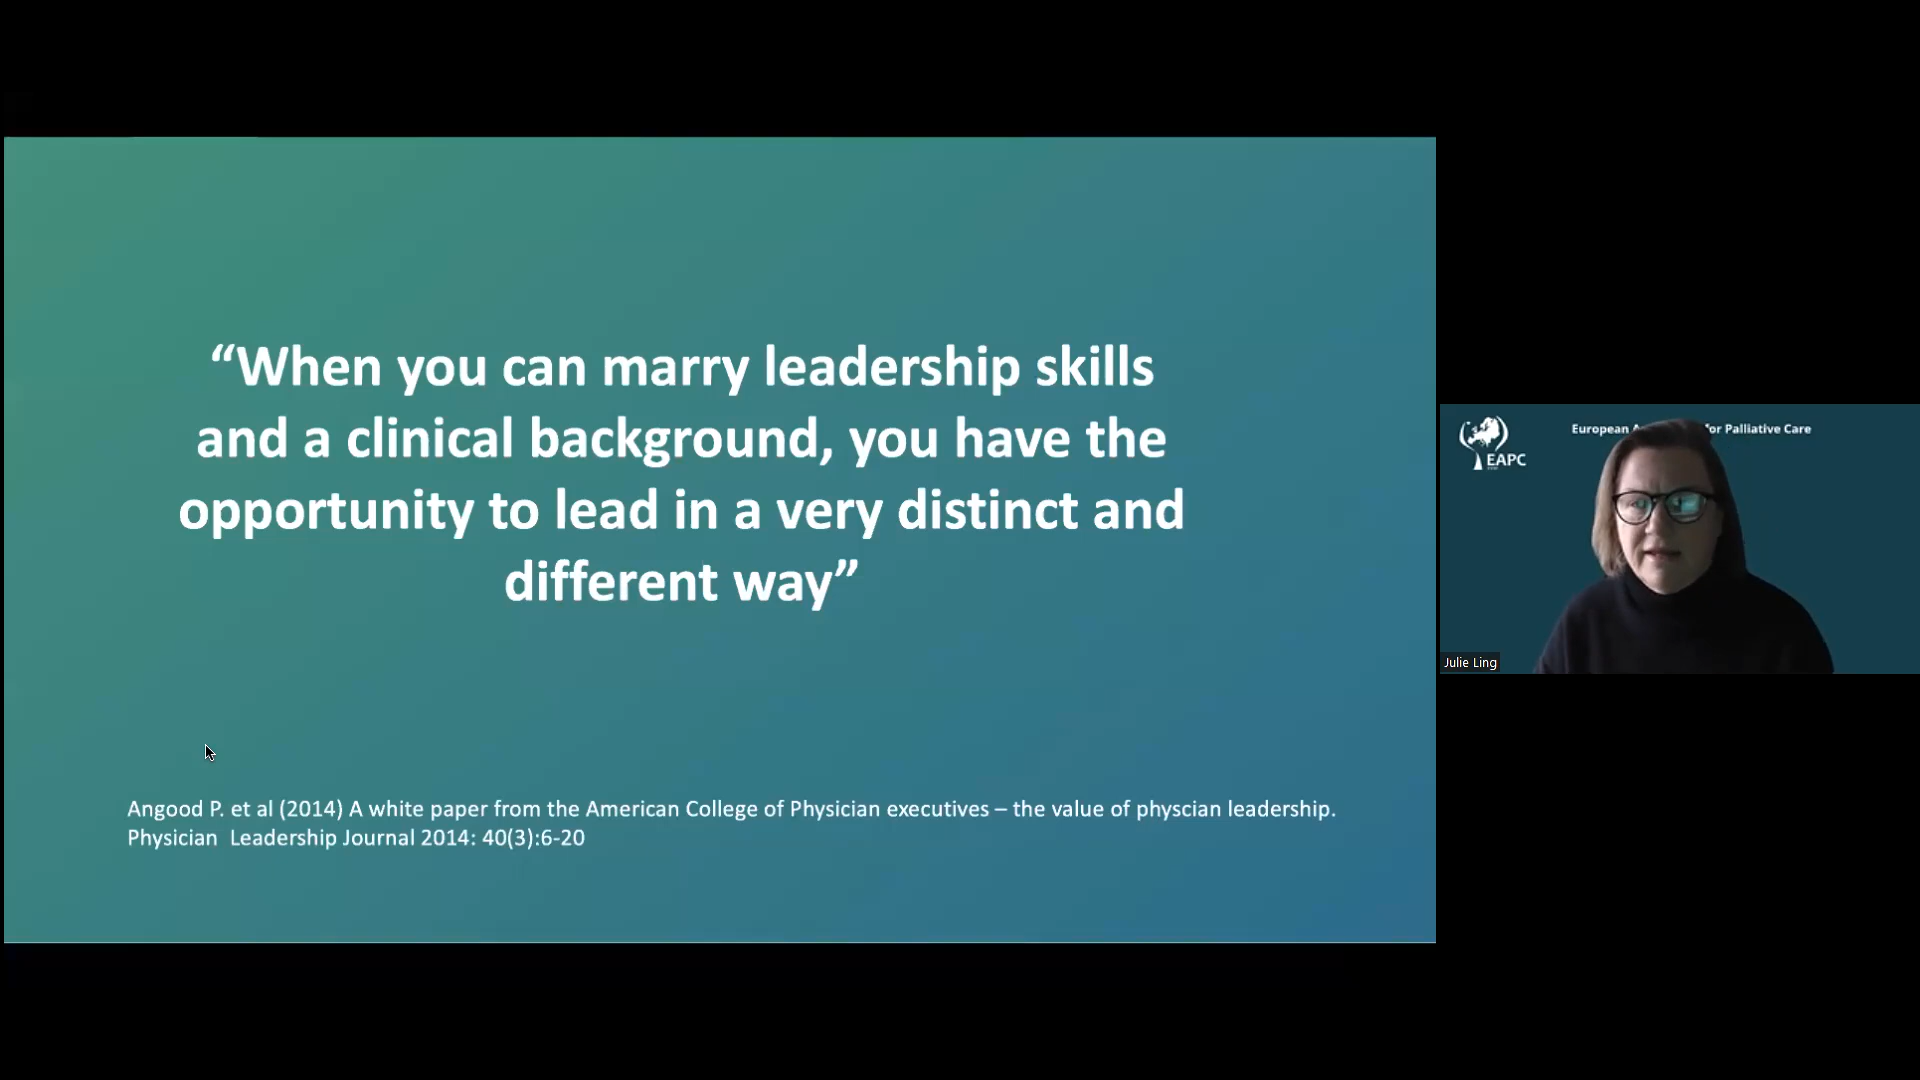 “When you can marry leadership skills
and a clinical background, you have the
opportunity to lead in a very distinct and
different way”
Angood P. et al (2014) A white paper from the American College of Physician executives – the value of physcian leadership.
Physician Leadership Journal 2014: 40(3):6-20
European for Palliative Care
EAPC
Julie Ling